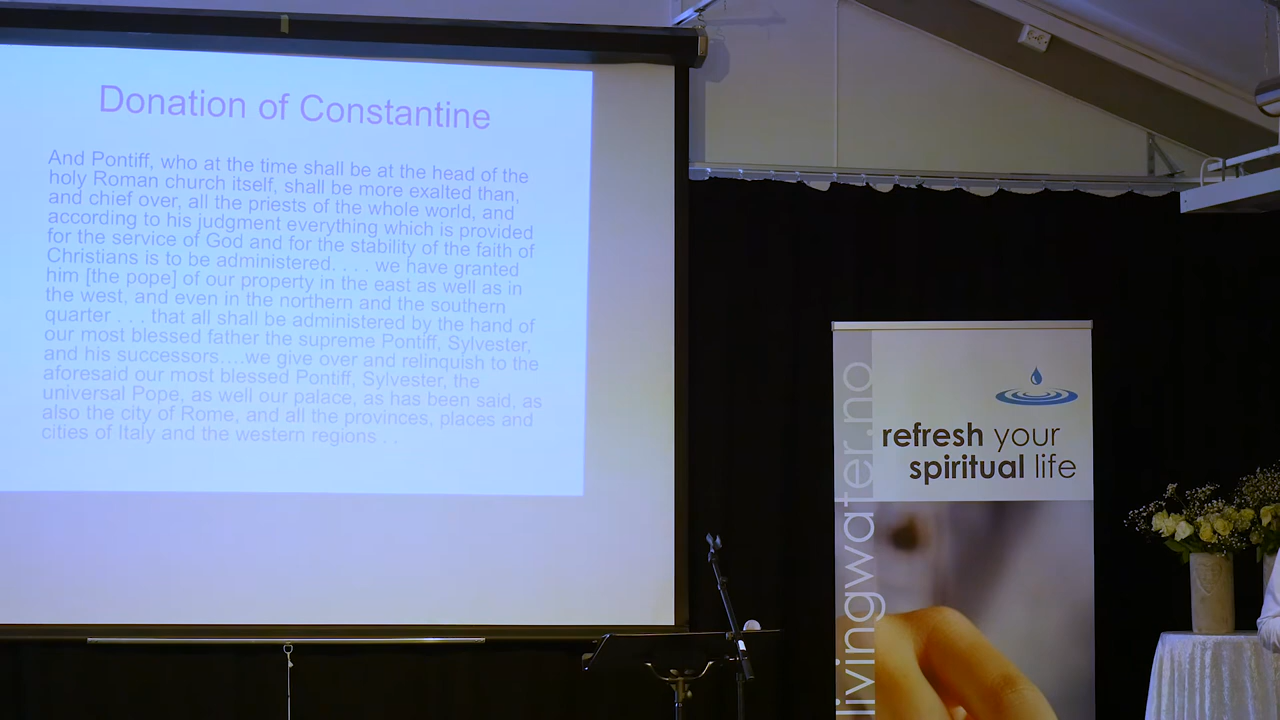 Donation of Constantine
And Pontiff, who at the time shall be at the head of the
holy Roman church itself, shall be more exalted than,
and chief over, all the priests of the whole world, and
according to his judgment everything which is provided
for the service of God and for the stability of the faith of
Christians is to be administered. . . . we have granted
him [the pope] of our property in the east as well as in
the west, and even in the northern and the southern
quarter . . . that all shall be administered by the hand of
our most blessed father the supreme Pontiff, Sylvester,
and his successors....we give over and relinquish to the
aforesaid our most blessed Pontiff, Sylvester, the
universal Pope, as well our palace, as has been said, as
also the city of Rome, and all the provinces, places and
cities of Italy and the western regions . .
refresh your
spiritual life
livingwater.no